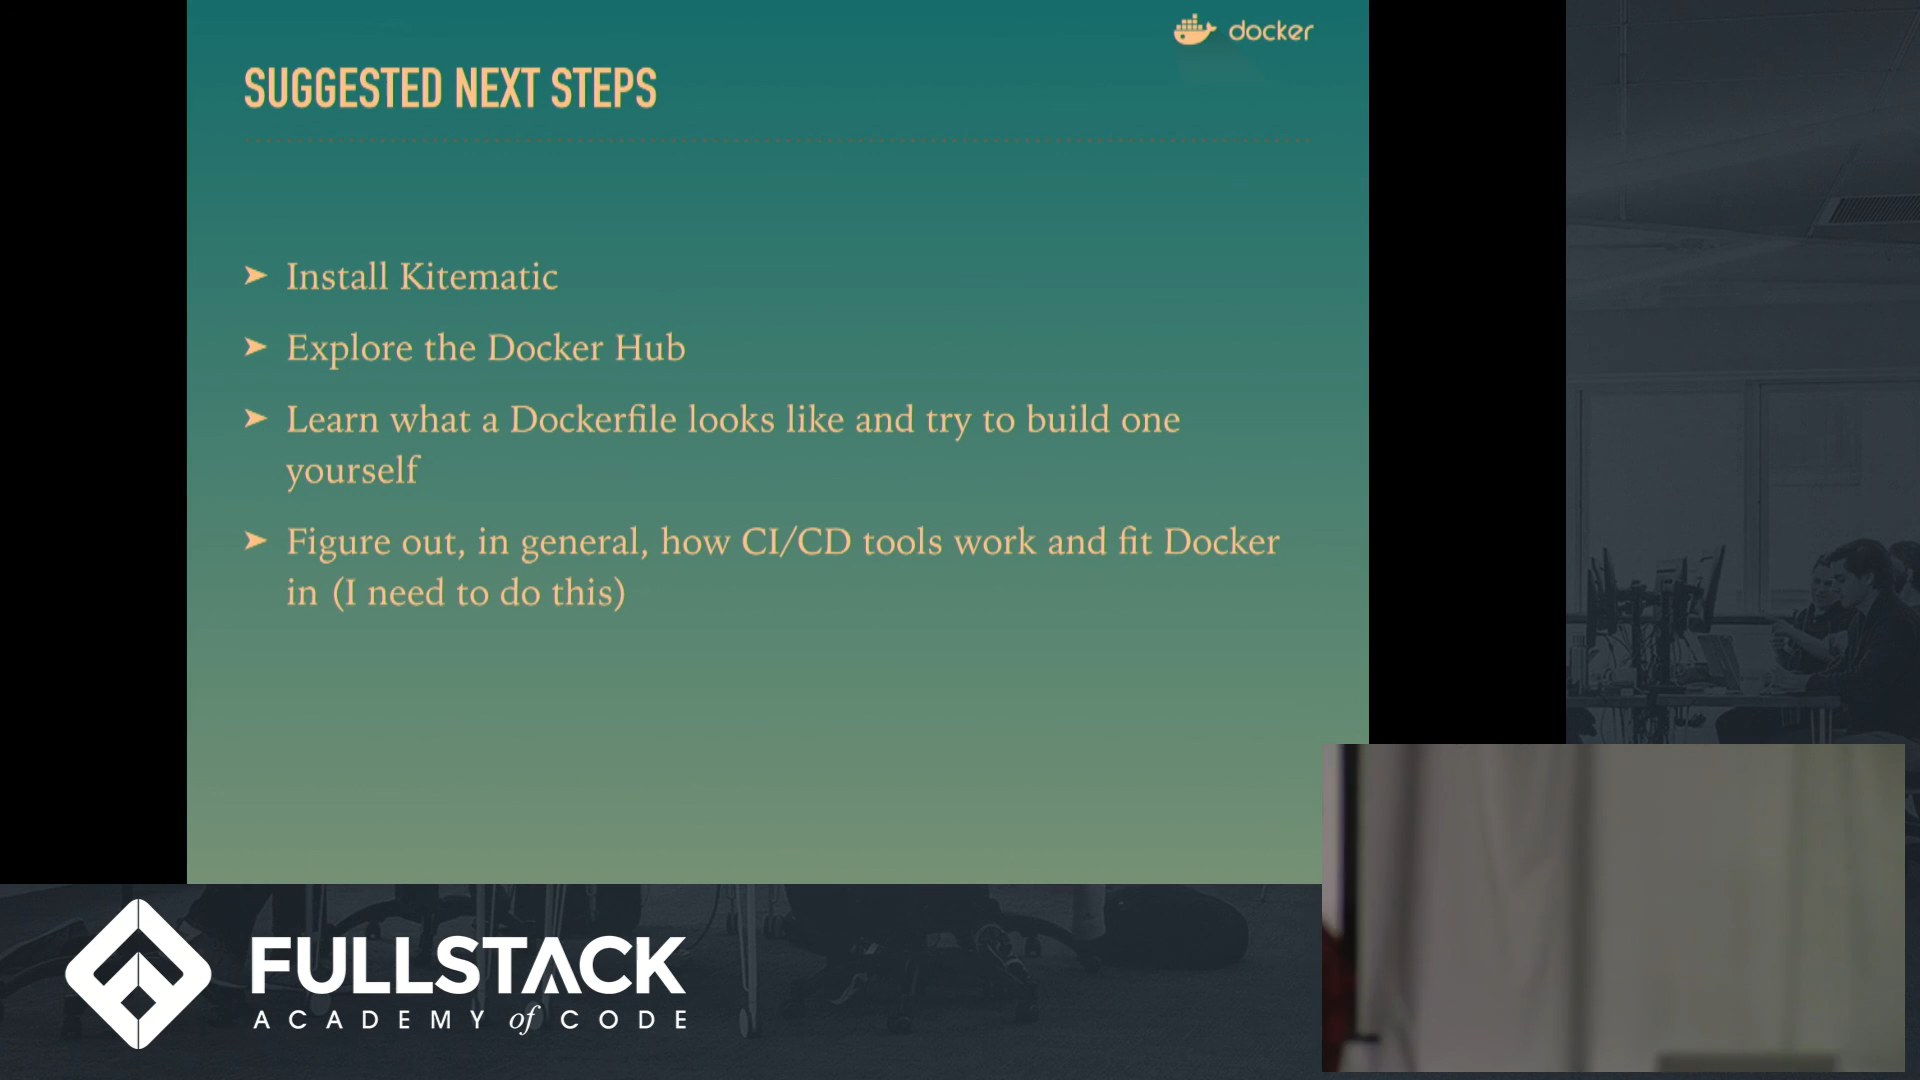 docker
SUGGESTED NEXT STEPS
➤ Install Kitematic
➤ Explore the Docker Hub
➤ Learn what a Dockerfile looks like and try to build one
yourself
➤ Figure out, in general, how CI/CD tools work and fit Docker
in (I need to do this)
FULLSTACK
ACADEMY of CODE